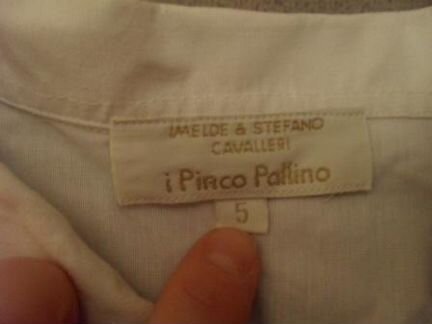 IMELDE & STEFANO
CAVALLERI
i Pinco Pallino
5